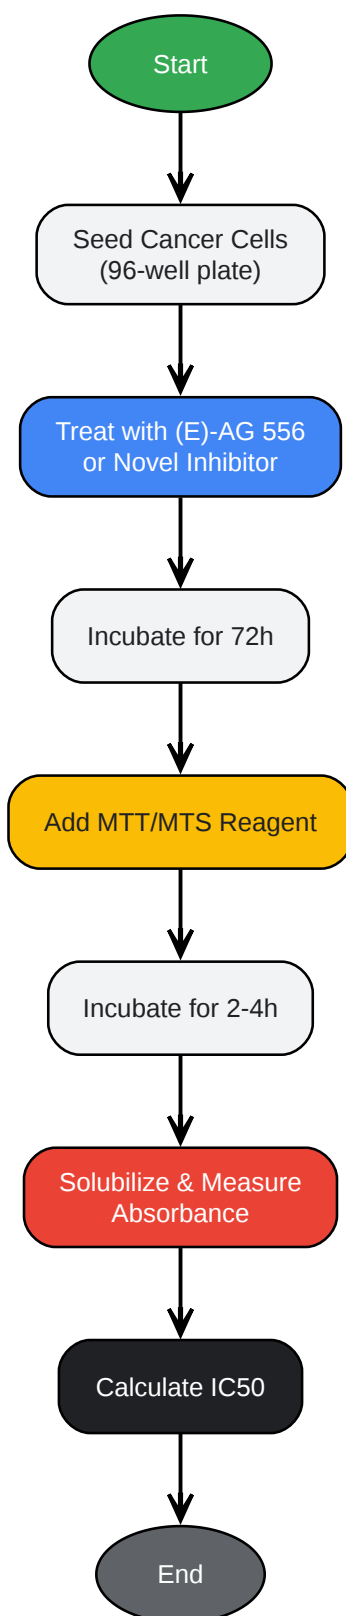 Start
Seed Cancer Cells
(96-well plate)
Treat with (E)-AG 556
or Novel Inhibitor
Incubate for 72h
Add MTT/MTS Reagent
Incubate for 2-4h
Solubilize & Measure
Absorbance
Calculate IC50
End